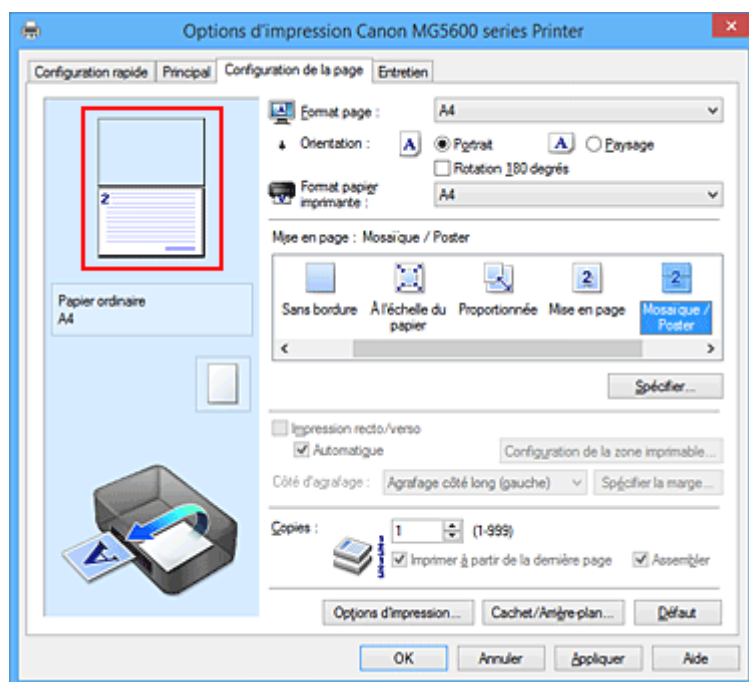 Options d'impression Canon MG5600 series Printer
Configuration rapide Principal Configuration de la page Entretien
Format page : A4
Orientation : A Portrait A Paysage
Rotation 180 degrés
Format papier imprimante : A4
2
Mise en page : Mosaïque / Poster
Papier ordinaire
A4
2 2
Sans bordure À l'échelle du papier Proportionnée Mise en page Mosaïque / Poster
Spécifier...
Impression recto/verso
Automatique Configuration de la zone imprimable...
Côté d'agrafage : Agrafage côté long (gauche) Spécifier la marge...
Copies : 1 (1-999)
Imprimer à partir de la dernière page Assembler
A
Options d'impression... Cachet/Arrière-plan... Défaut
OK Annuler Appliquer Aide